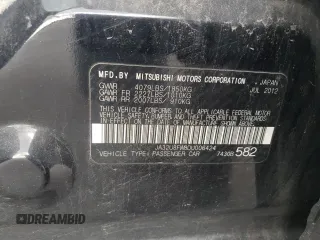 MFD.BY MITSUBISHI MOTORS CORPORATION JAPAN
GVWR 4079LBS/1850KG JUL 2012
GAWR FR 2227LBS/1010KG
GAWR RR 2007LBS/910KG
THIS VEHICLE CONFORMS TO ALL APPLICABLE FEDERAL
MOTOR VEHICLE SAFETY, BUMPER, AND THEFT PREVENTION
STANDARDS IN EFFECT ON THE DATE OF MANUFACTURE
SHOWN ABOVE.
JA32U8FW8DU006424
VEHICLE TYPE: PASSENGER CAR 7430B 582
DREAMBID